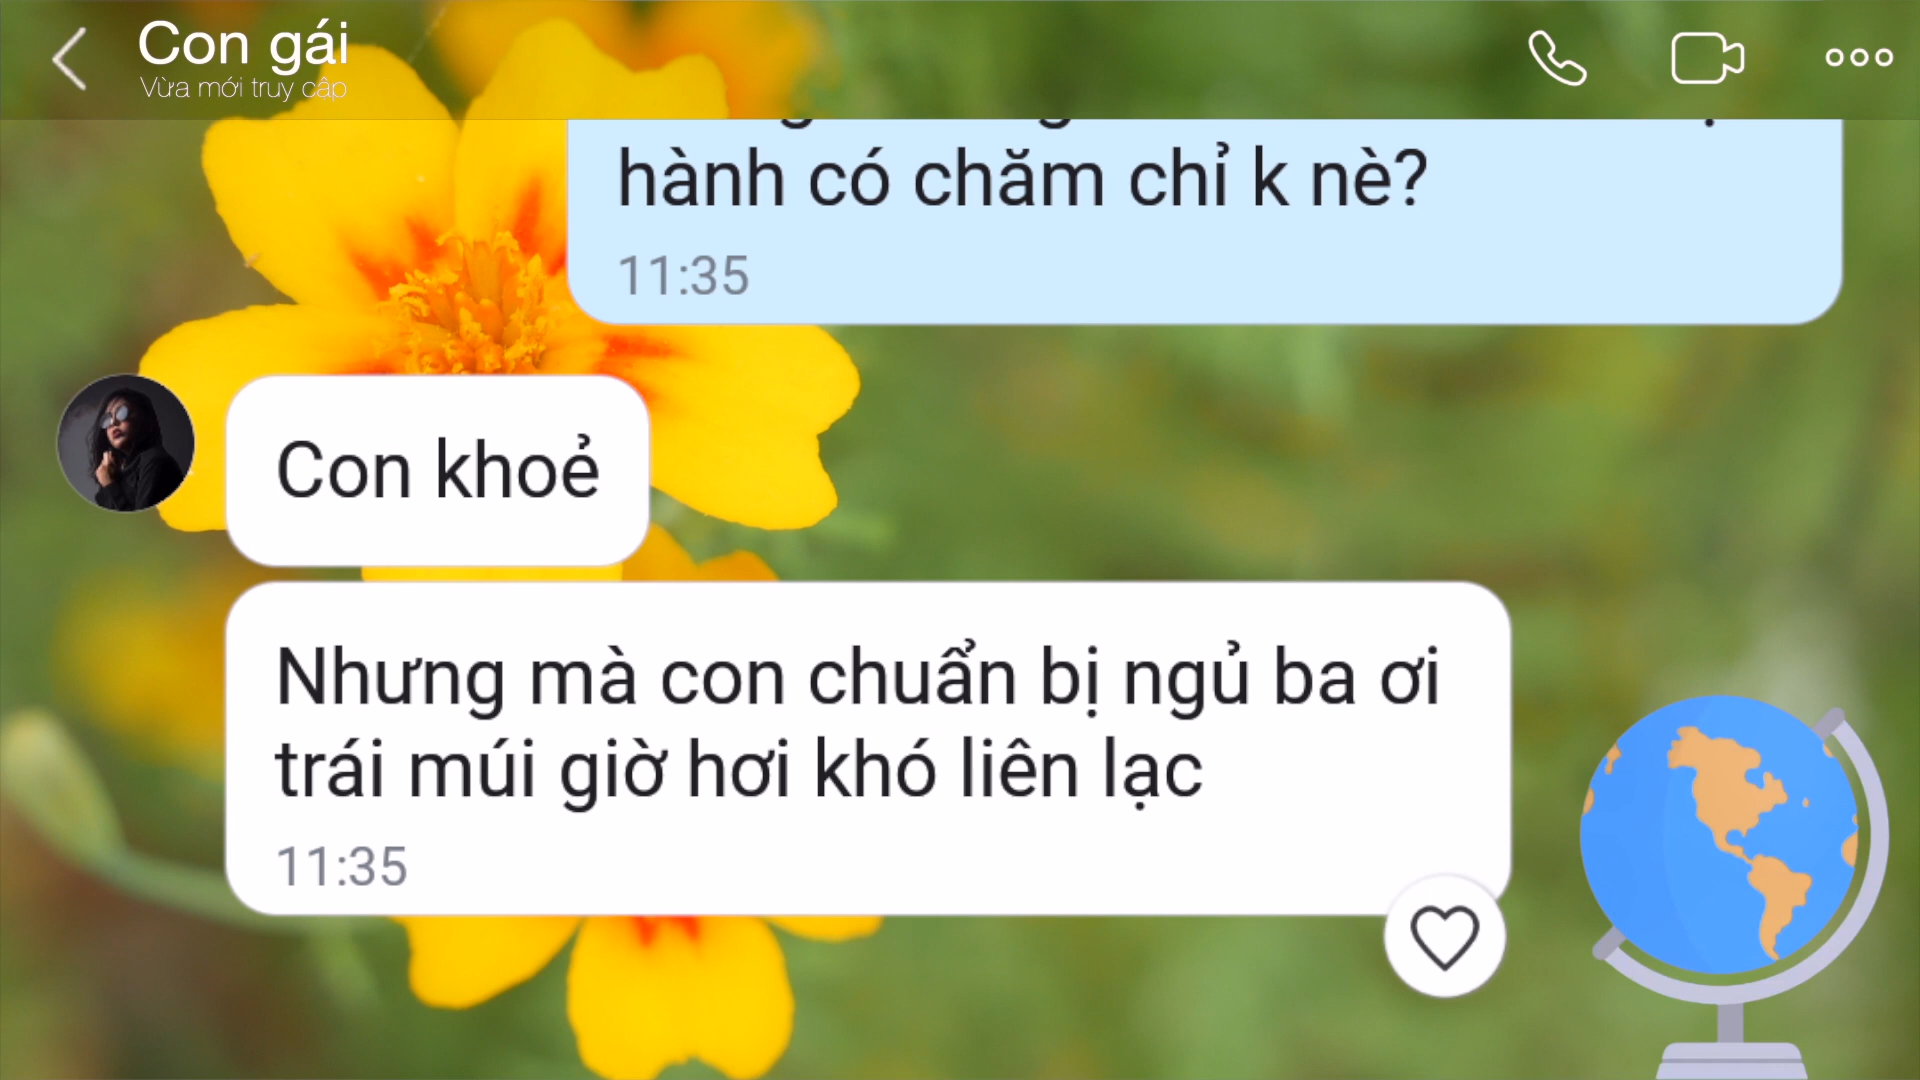 Con gái
Vừa mới truy cập
hành có chăm chỉ k nè?
11:35
Con khoẻ
Nhưng mà con chuẩn bị ngủ ba ơi
trái múi giờ hơi khó liên lạc
11:35